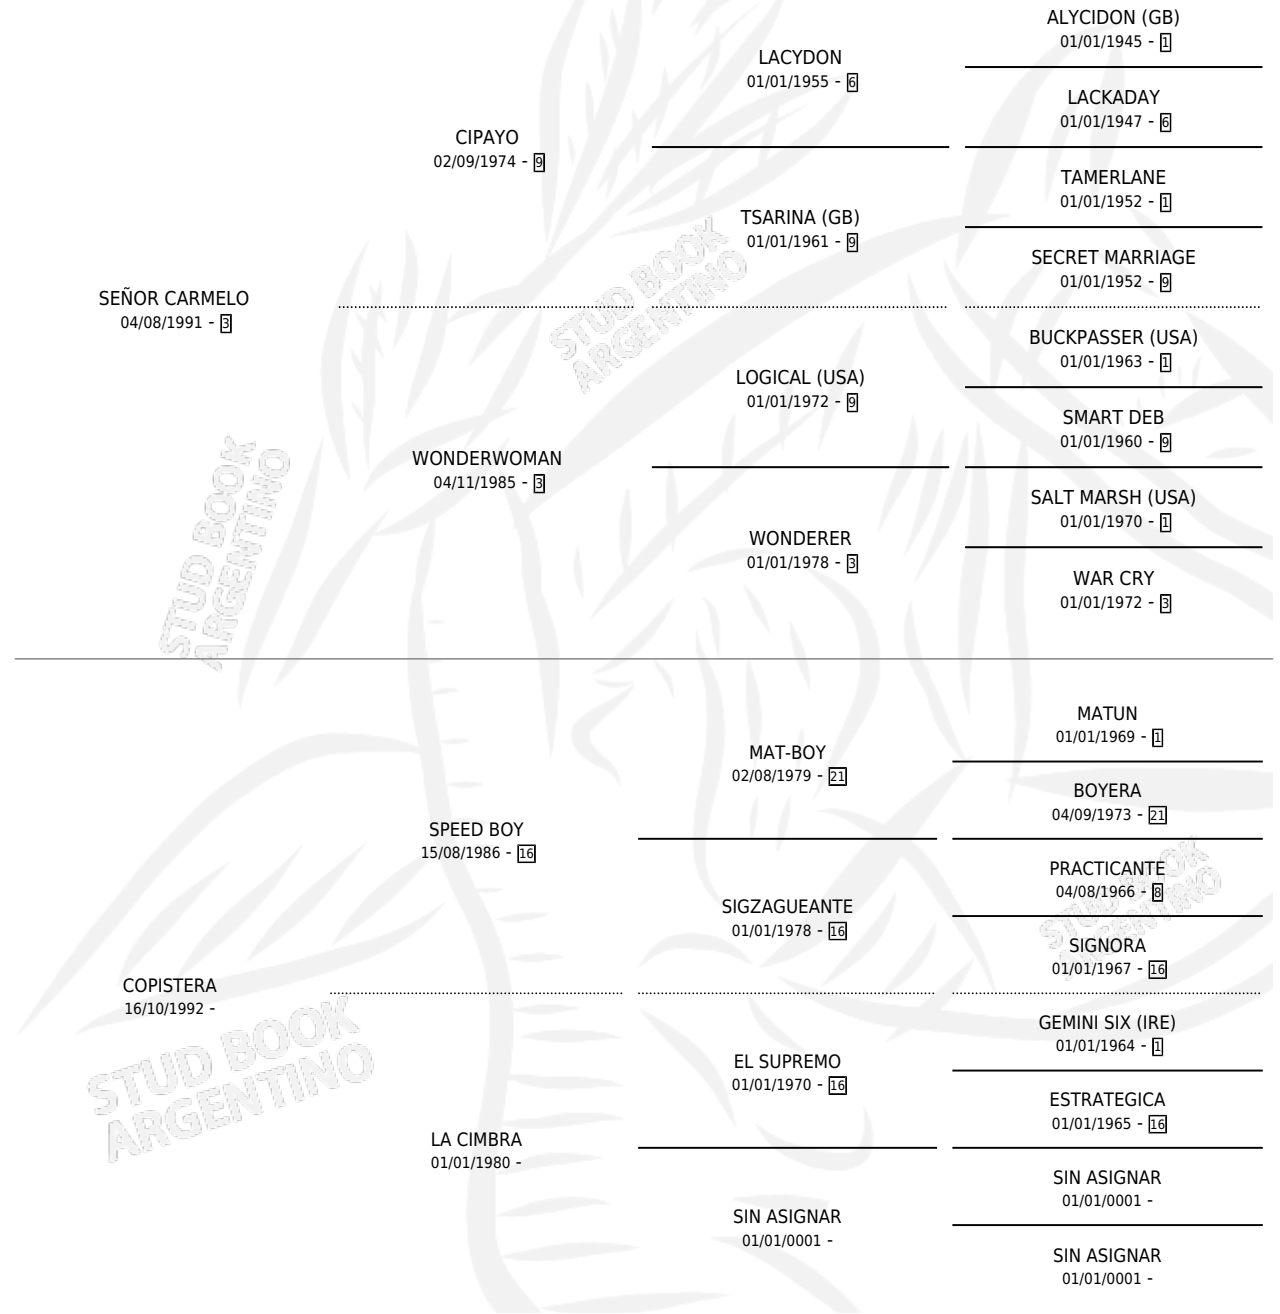 ALYCIDON (GB)
01/01/1945 - 1
LACYDON
01/01/1955 - 6
LACKADAY
01/01/1947 - 6
CIPAYO
02/09/1974 - 9
TAMERLANE
01/01/1952 - 1
TSARINA (GB)
01/01/1961 - 9
SECRET MARRIAGE
01/01/1952 - 9
SEÑOR CARMELO
04/08/1991 - 3
BUCKPASSER (USA)
01/01/1963 - 1
LOGICAL (USA)
01/01/1972 - 9
SMART DEB
01/01/1960 - 9
WONDERWOMAN
04/11/1985 - 3
SALT MARSH (USA)
01/01/1970 - 1
WONDERER
01/01/1978 - 3
WAR CRY
01/01/1972 - 3
STUD BOOK
ARGENTINO
STUD BOOK
ARGENTINO
MATUN
01/01/1969 - 1
MAT-BOY
02/08/1979 - 21
BOYERA
04/09/1973 - 21
SPEED BOY
15/08/1986 - 16
PRACTICANTE
04/08/1966 - 8
SIGZAGUEANTE
01/01/1978 - 16
SIGNORA
01/01/1967 - 16
COPISTERA
16/10/1992 -
GEMINI SIX (IRE)
01/01/1964 - 1
EL SUPREMO
01/01/1970 - 16
ESTRATEGICA
01/01/1965 - 16
LA CIMBRA
01/01/1980 -
SIN ASIGNAR
01/01/0001 -
SIN ASIGNAR
01/01/0001 -
SIN ASIGNAR
01/01/0001 -
STUD BOOK
ARGENTINO
STUD BOOK
ARGENTINO